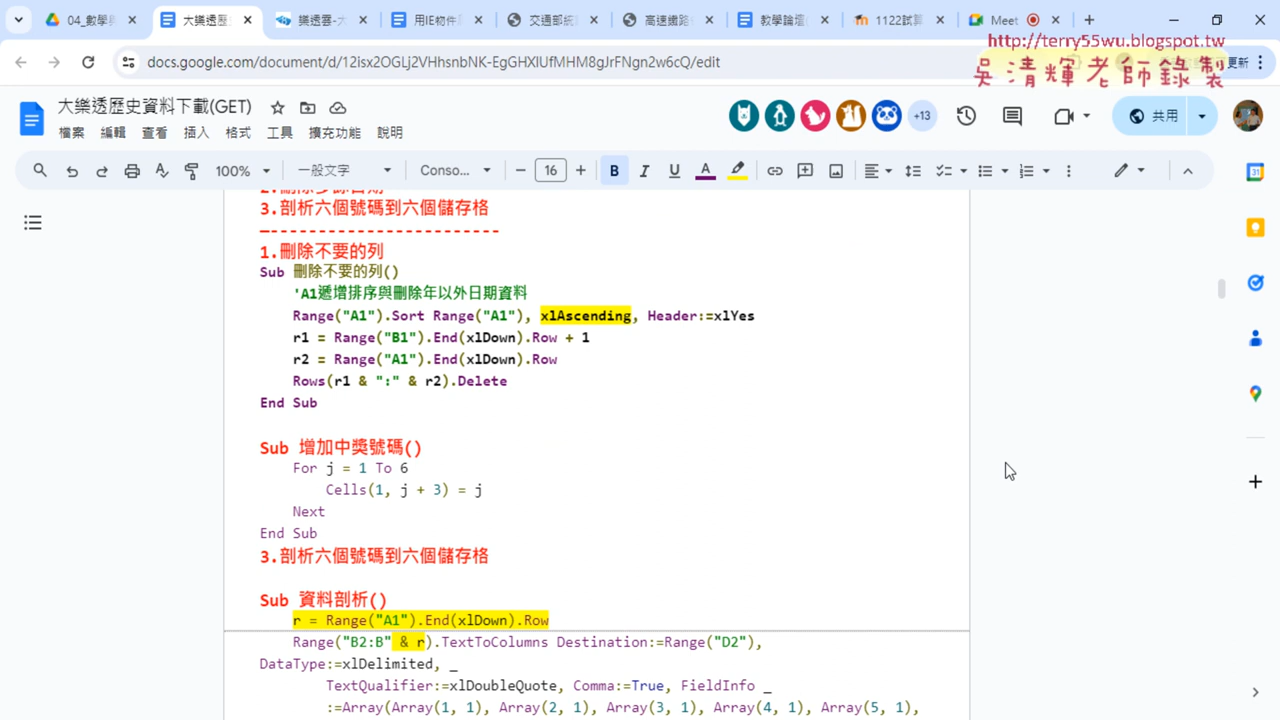 04_數學
大樂透歷
樂透雲-大
用IE物件
交通部統
高速鐵路
教學論壇
1122試算
Meet
http://terry55wu.blogspot.tw
docs.google.com/document/d/12isx2OGLj2VHhsnbNK-EgGHXlUfMHM8gJrFNgn2w6cQ/edit
吳清輝老師錄製
更新
大樂透歷史資料下載(GET)
檔案 編輯 查看 插入 格式 工具 擴充功能 說明
+13
共用
100% 一般文字 Conso... 16 B I U A
3.剖析六個號碼到六個儲存格
1.刪除不要的列
Sub 刪除不要的列()
'A1遞增排序與刪除年以外日期資料
Range("A1").Sort Range("A1"), xlAscending, Header:=xlYes
r1 = Range("B1").End(xlDown).Row + 1
r2 = Range("A1").End(xlDown).Row
Rows(r1 & ":" & r2).Delete
End Sub
Sub 增加中獎號碼()
For j = 1 To 6
Cells(1, j + 3) = j
Next
End Sub
3.剖析六個號碼到六個儲存格
Sub 資料剖析()
r = Range("A1").End(xlDown).Row
Range("B2:B" & r).TextToColumns Destination:=Range("D2"),
DataType:=xlDelimited, _
TextQualifier:=xlDoubleQuote, Comma:=True, FieldInfo _
:=Array(Array(1, 1), Array(2, 1), Array(3, 1), Array(4, 1), Array(5, 1),